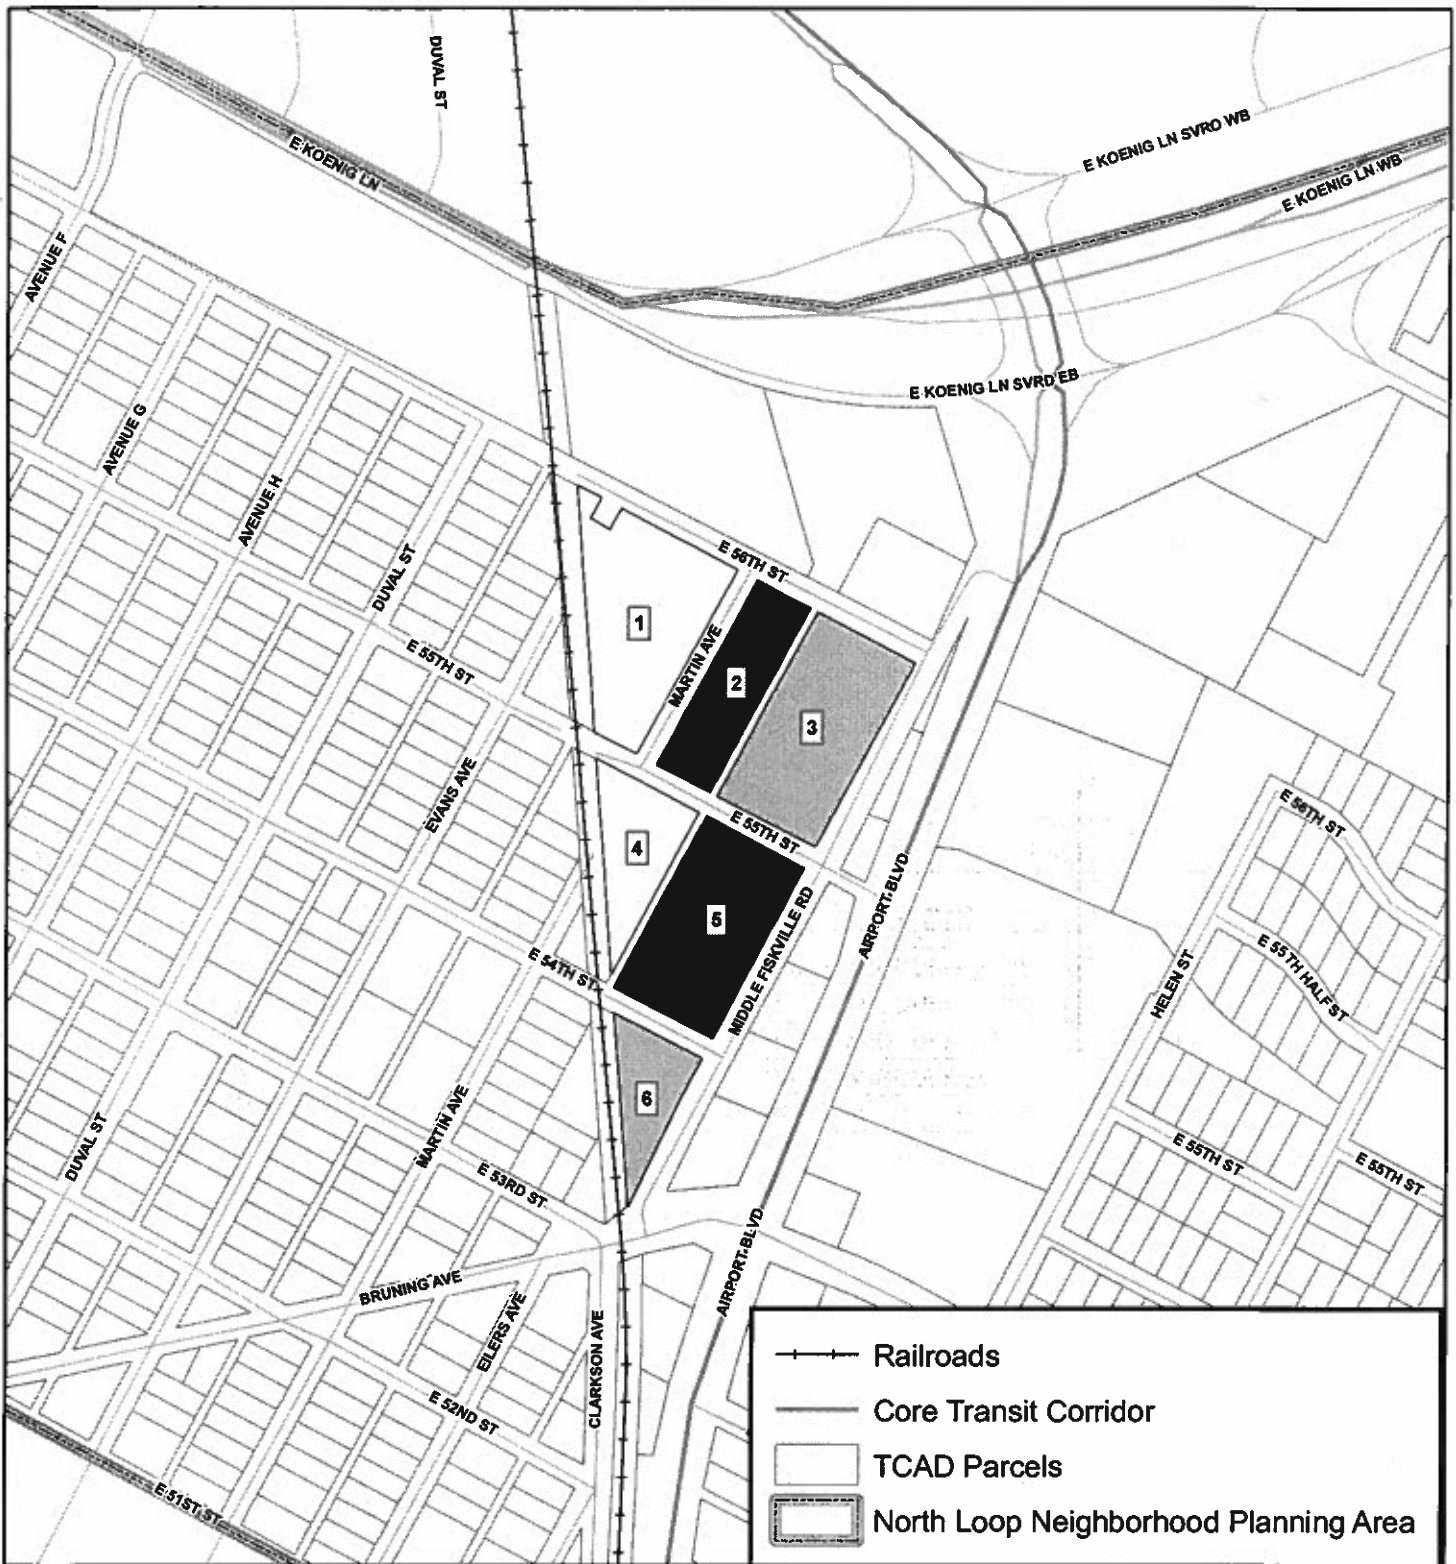 DUVAL ST
E KOENIG LN
E KOENIG LN SVRO WB
E KOENIG LN WB
AVENUE F
E KOENIG LN SVRD EB
AVENUE G
AVENUE H
E 56TH ST
DUVAL ST
1
MARTIN AVE
2
E 55TH ST
3
EVANS AVE
E 55TH ST
E 56TH ST
4
AIRPORT BLVD
5
MIDDLE FISKVILLE RD
E 54TH ST
HELEN ST
E 55TH HALF ST
6
MARTIN AVE
DUVAL ST
E 53RD ST
E 55TH ST
E 55TH ST
AIRPORT BLVD
BRUNING AVE
EILERS AVE
CLARKSON AVE
E 52ND ST
E 51ST ST
Railroads
Core Transit Corridor
TCAD Parcels
North Loop Neighborhood Planning Area